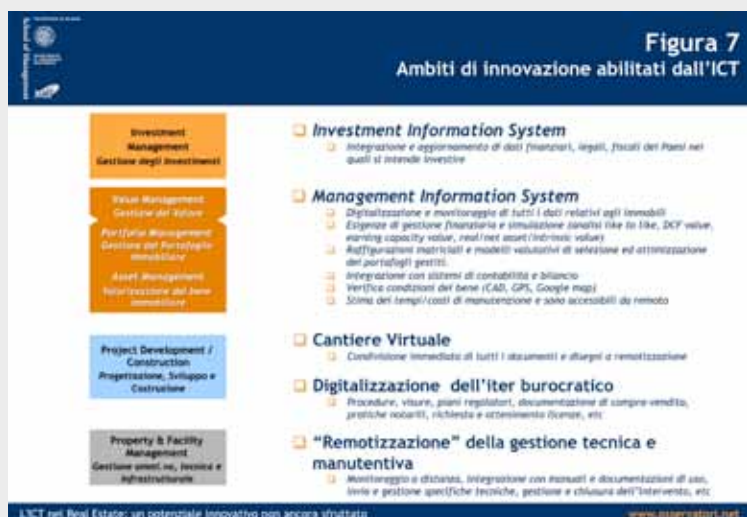 School of Management
Figura 7
Ambiti di innovazione abilitati dall'ICT
Investment
Management
Gestione degli Investimenti
Investment Information System
Integrazione e aggiornamento di dati finanziari, legali, fiscali dei Paesi nei
quali si intende investire
Value Management
Gestione del Valore
Portfolio Management
Gestione del Portafoglio
Immobiliare
Asset Management
Valorizzazione del bene
immobiliare
Management Information System
Digitalizzazione e monitoraggio di tutti i dati relativi agli immobili
Esigenze di gestione finanziaria e simulazione (analisi like to like, DCF value,
earning capacity value, real/net asset/intrinsic value)
Raffigurazioni matriciali e modelli valutativi di selezione ed ottimizzazione
dei portafogli gestiti.
Integrazione con sistemi di contabilità e bilancio
Verifica condizioni del bene (CAD, GPS, Google map)
Stima dei tempi/costi di manutenzione e sono accessibili da remoto
Project Development /
Construction
Progettazione, Sviluppo e
Costruzione
Cantiere Virtuale
Condivisione immediata di tutti i documenti e disegni a remotizzazione
Digitalizzazione dell'iter burocratico
Procedure, visure, piani regolatori, documentazione di compra-vendita,
pratiche notarili, richiesta e ottenimento licenze, etc
Property & Facility
Management
Gestione amm.va, tecnica e
infrastrutturale
"Remotizzazione" della gestione tecnica e
manutentiva
Monitoraggio a distanza, integrazione con manuali e documentazioni di uso,
invio e gestione specifiche tecniche, gestione e chiusura dell'intervento, etc
L'ICT nel Real Estate: un potenziale innovativo non ancora sfruttato
www.osservatori.net